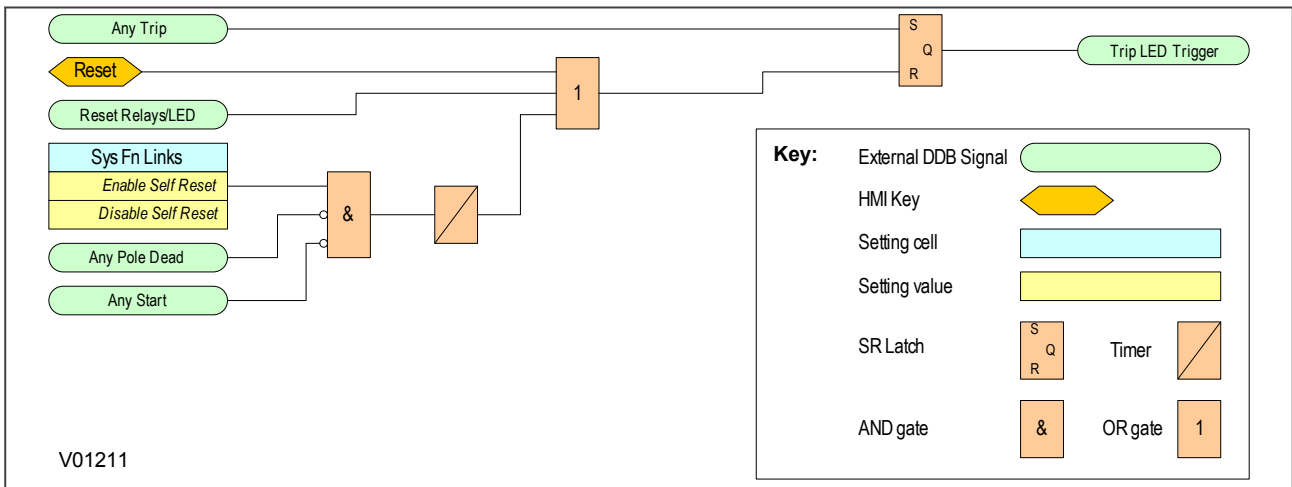 Any Trip
Reset
Reset Relays/LED
Sys Fn Links
Enable Self Reset
Disable Self Reset
Any Pole Dead
Any Start
&
1
S
Q
R
Trip LED Trigger
Key:
External DDB Signal
HMI Key
Setting cell
Setting value
SR Latch
S
Q
R
Timer
AND gate
&
OR gate
1
V01211